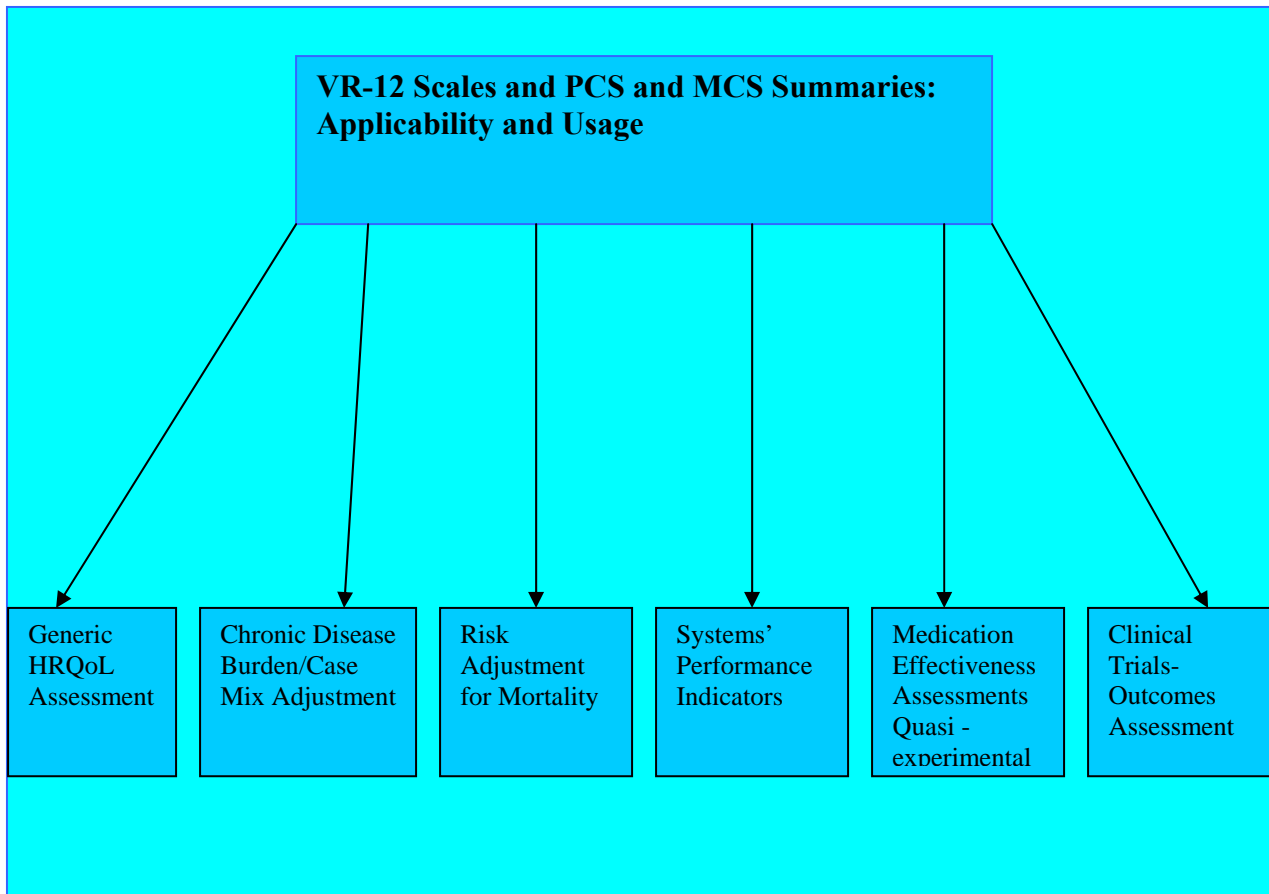 VR-12 Scales and PCS and MCS Summaries:
Applicability and Usage
Generic
HRQoL
Assessment
Chronic Disease
Burden/Case
Mix Adjustment
Risk
Adjustment
for Mortality
Systems’
Performance
Indicators
Medication
Effectiveness
Assessments
Quasi -
experimental
Clinical
Trials-
Outcomes
Assessment